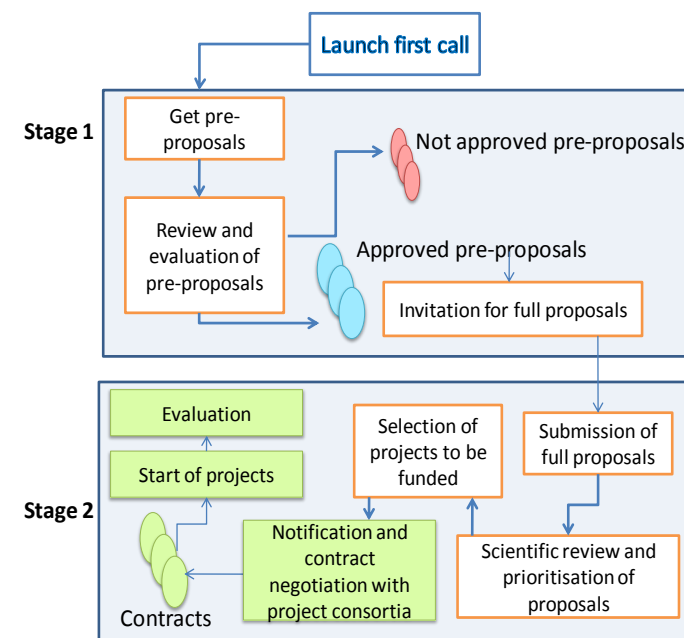 Launch first call
Stage 1
Get pre-
proposals
Not approved pre-proposals
Review and
evaluation of
pre-proposals
Approved pre-proposals
Invitation for full proposals
Stage 2
Evaluation
Start of projects
Selection of
projects to be
funded
Submission of
full proposals
Notification and
contract
negotiation with
project consortia
Scientific review and
prioritisation of
proposals
Contracts